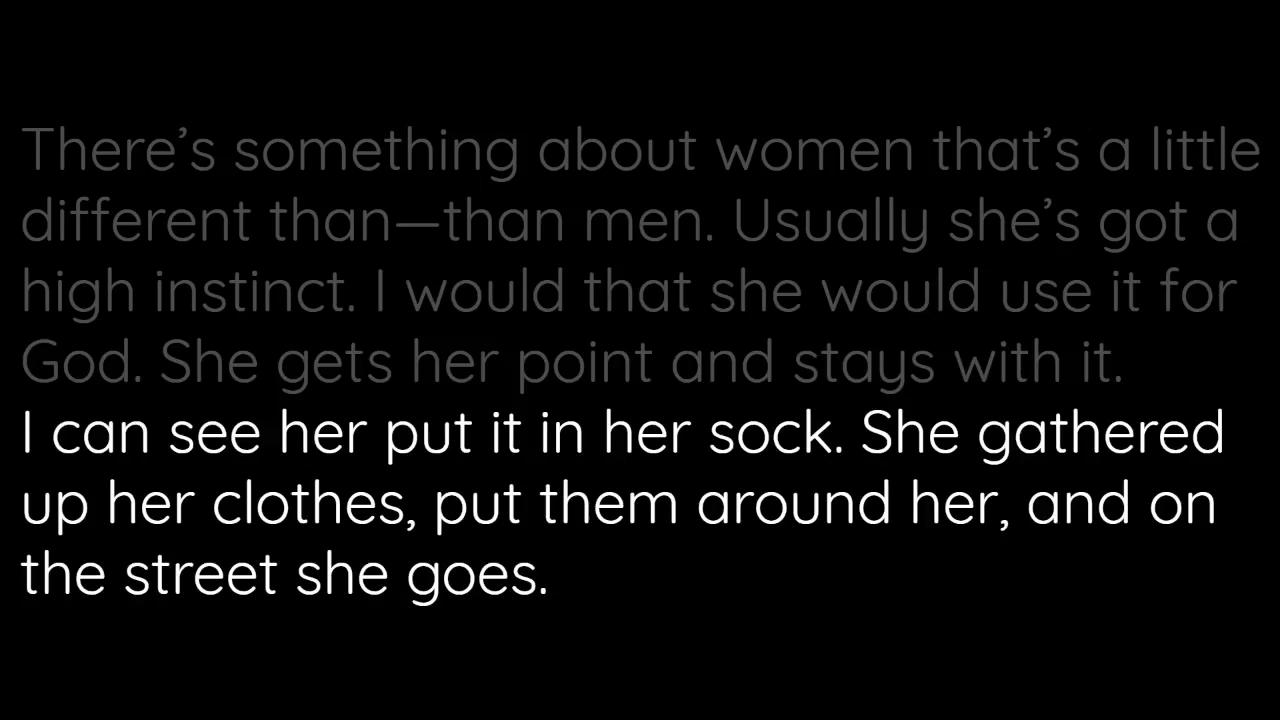 There’s something about women that’s a little
different than—than men. Usually she’s got a
high instinct. I would that she would use it for
God. She gets her point and stays with it.
I can see her put it in her sock. She gathered
up her clothes, put them around her, and on
the street she goes.